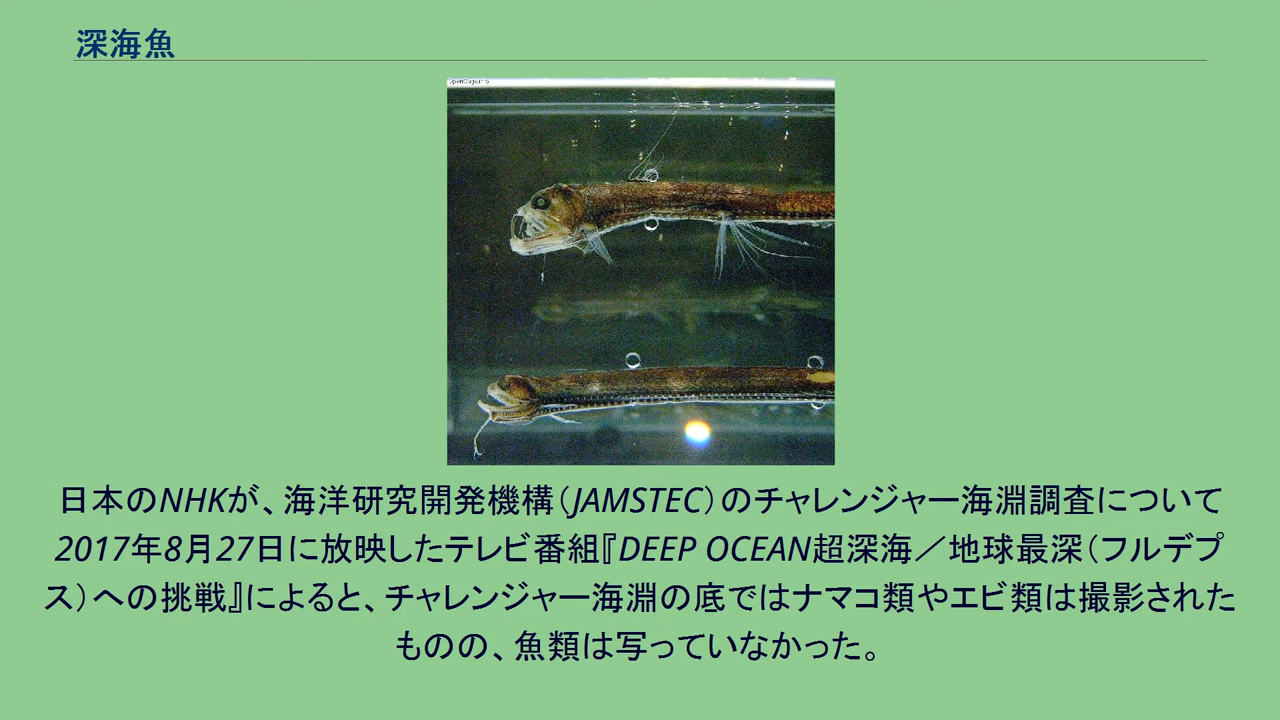 深海魚
日本のNHKが、海洋研究開発機構（JAMSTEC）のチャレンジャー海淵調査について
2017年8月27日に放映したテレビ番組『DEEP OCEAN超深海／地球最深（フルデプ
ス）への挑戦』によると、チャレンジャー海淵の底ではナマコ類やエビ類は撮影された
ものの、魚類は写っていなかった。